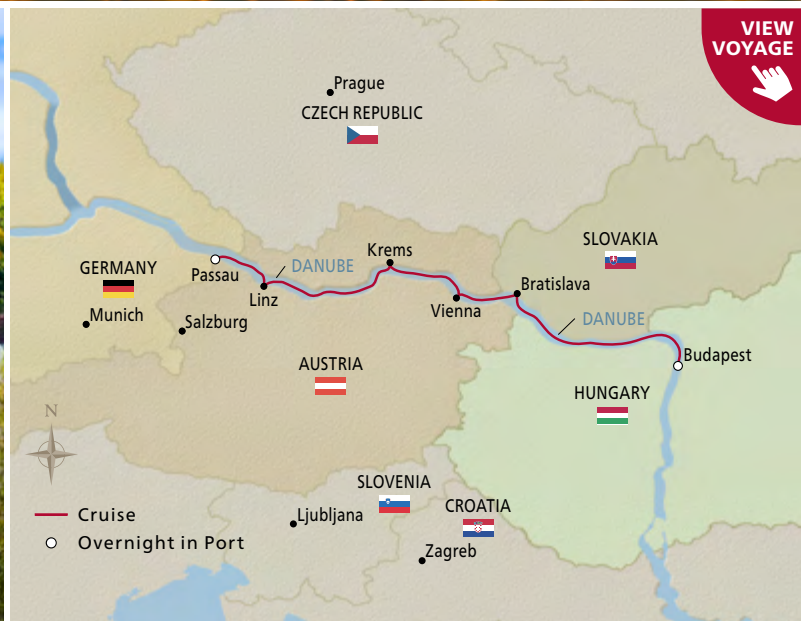 VIEW
VOYAGE
Prague
CZECH REPUBLIC
SLOVAKIA
Krems
GERMANY
Passau
DANUBE
Linz
Bratislava
Vienna
Munich
Salzburg
DANUBE
Budapest
AUSTRIA
HUNGARY
N
SLOVENIA
CROATIA
Cruise
Ljubljana
Overnight in Port
Zagreb